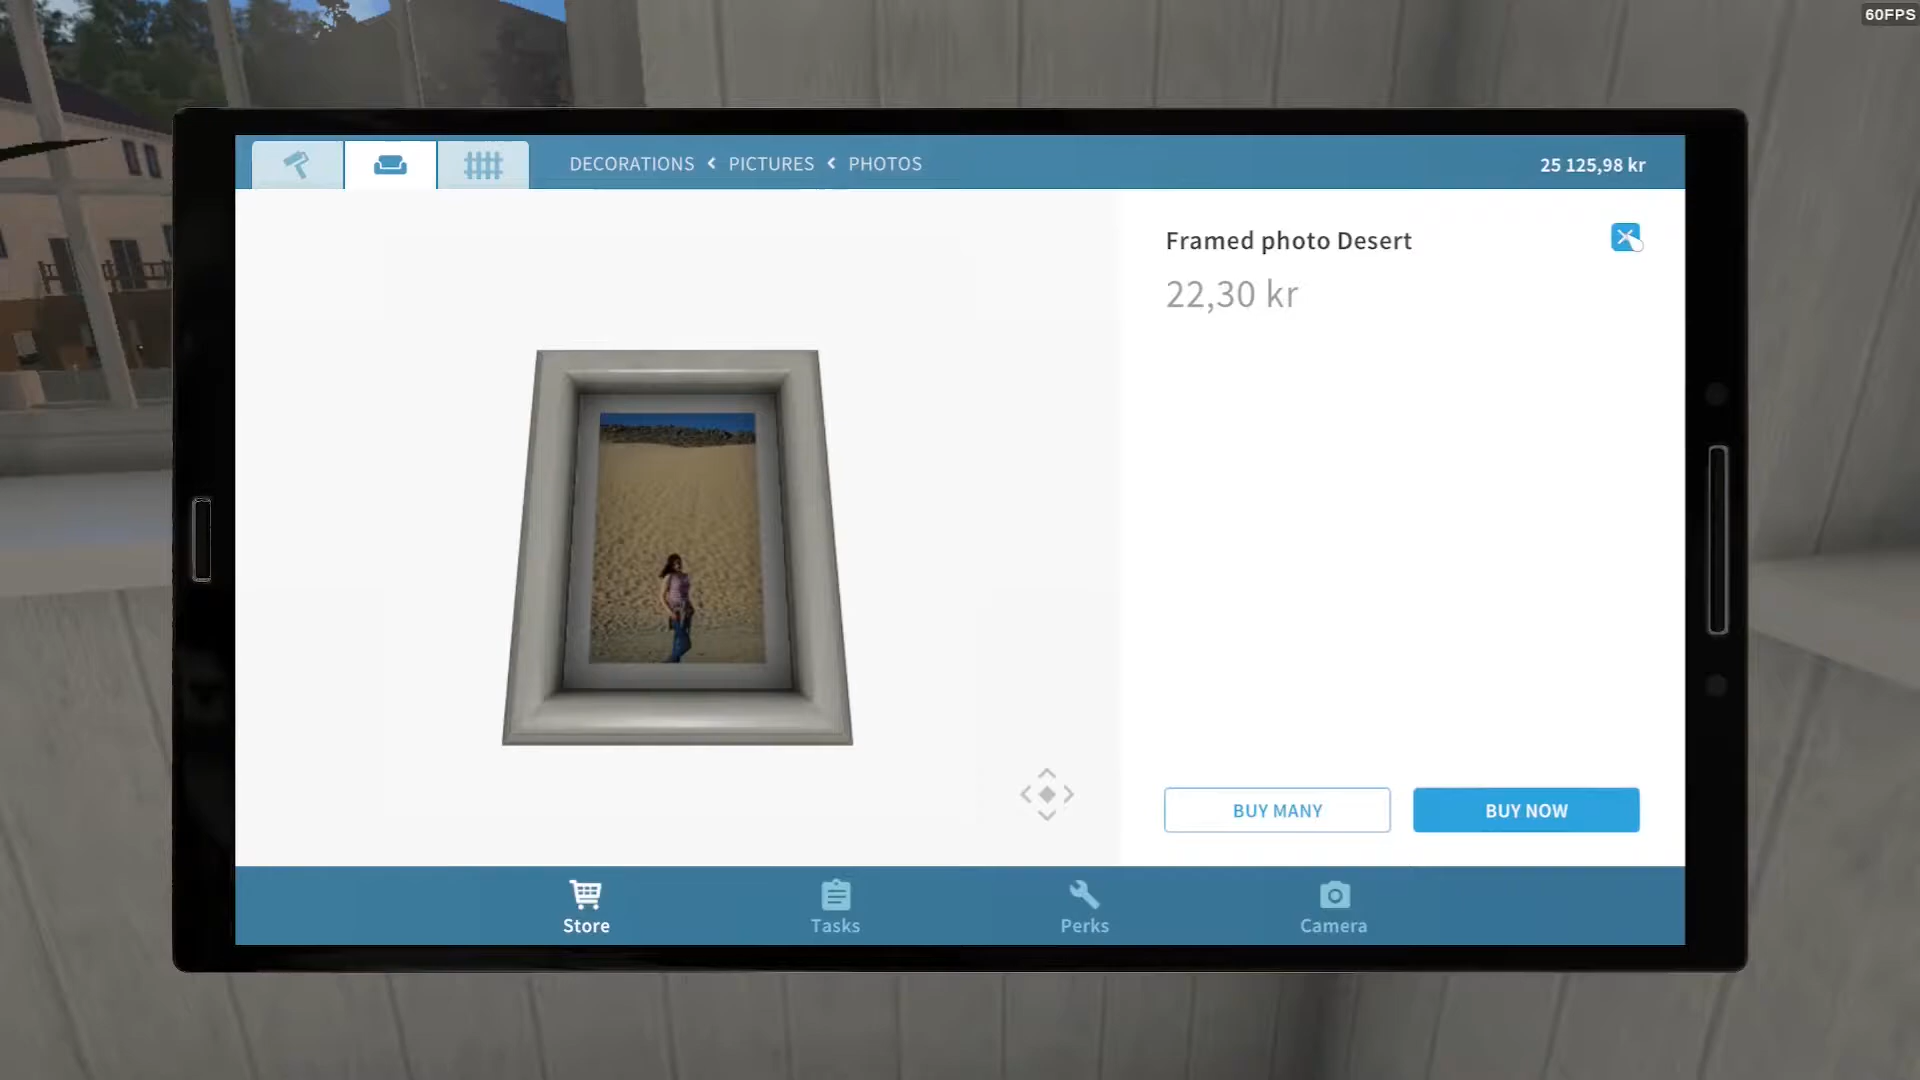 60FPS
DECORATIONS < PICTURES < PHOTOS
25 125,98 kr
Framed photo Desert
22,30 kr
BUY MANY
BUY NOW
Store
Tasks
Perks
Camera